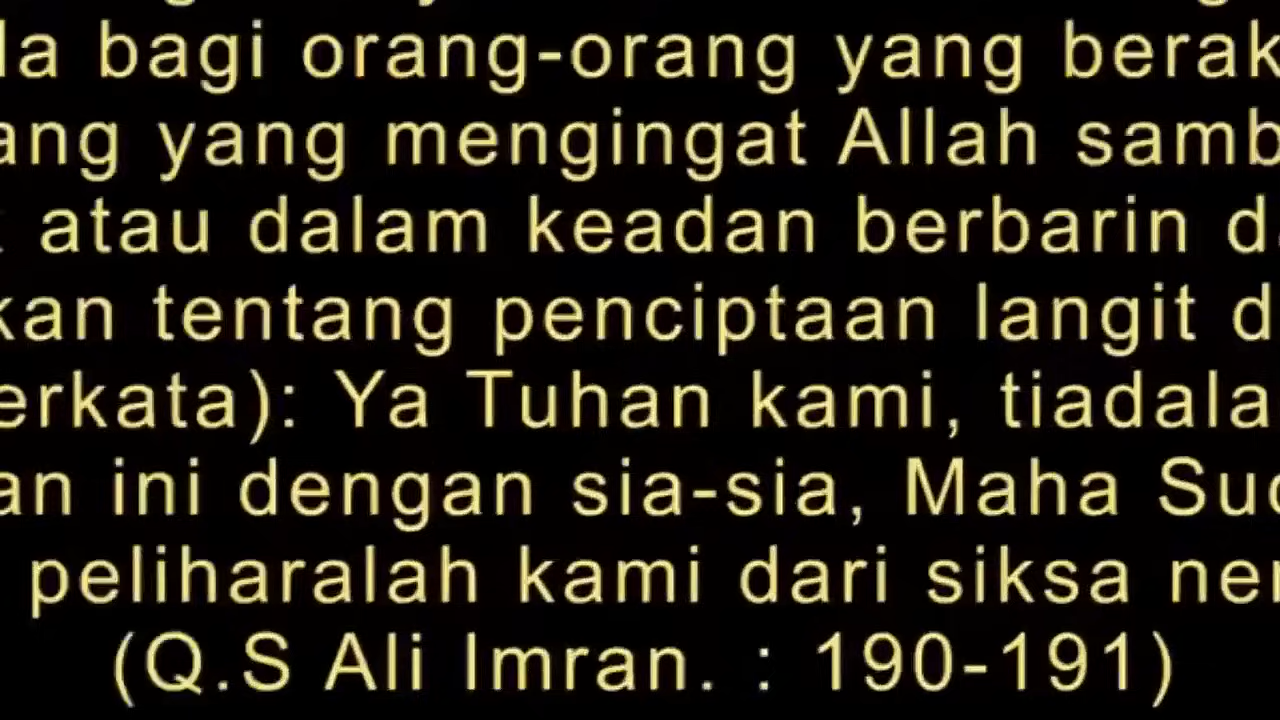 la bagi orang-orang yang berak
ang yang mengingat Allah samb
atau dalam keadan berbarin d
kan tentang penciptaan langit d
erkata): Ya Tuhan kami, tiadala
an ini dengan sia-sia, Maha Suc
peliharalah kami dari siksa ner
(Q.S Ali Imran. : 190-191)